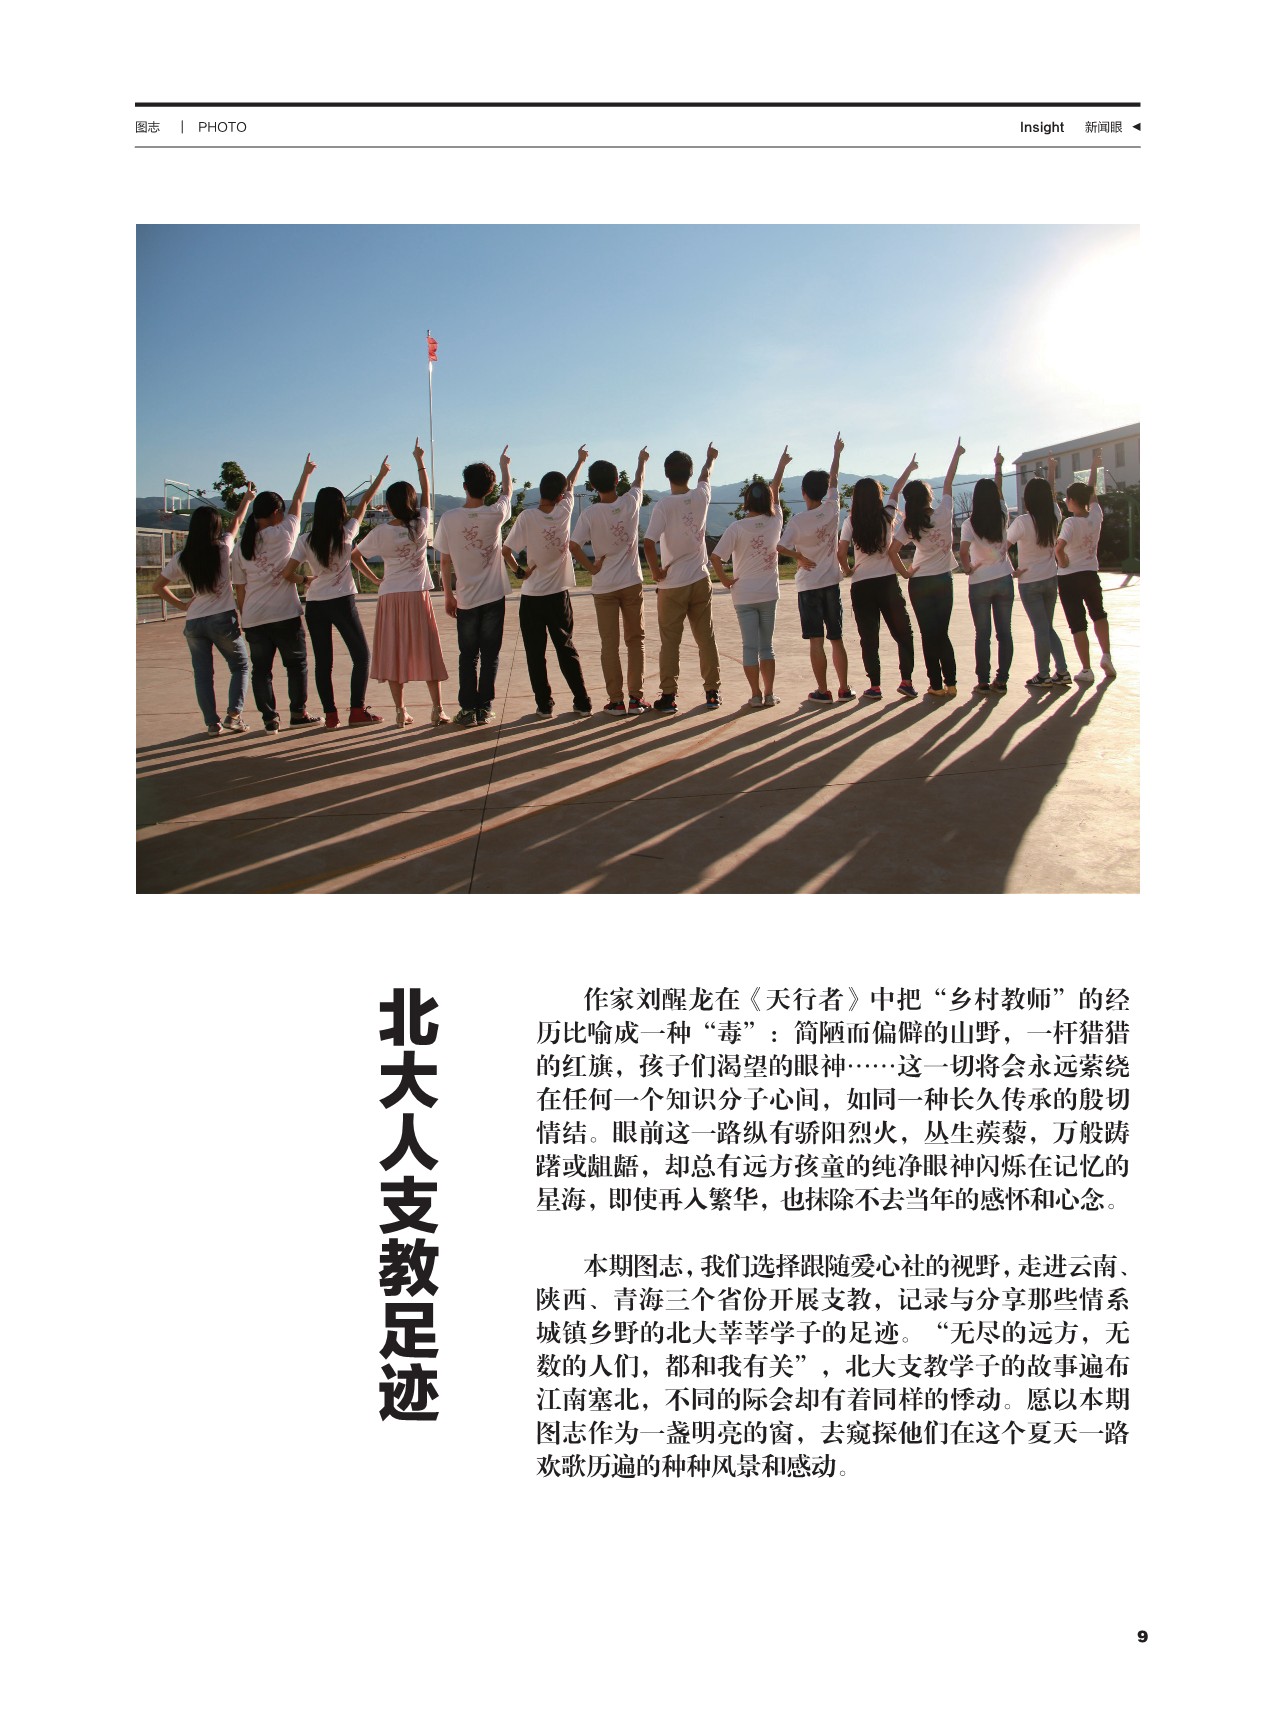 图志 | PHOTO
Insight 新闻眼 ◀
北大人支教足迹
作家刘醒龙在《天行者》中把“乡村教师”的经
历比喻成一种“毒”：简陋而偏僻的山野，一杆猎猎
的红旗，孩子们渴望的眼神……这一切将会永远萦绕
在任何一个知识分子心间，如同一种长久传承的殷切
情结。眼前这一路纵有骄阳烈火，丛生蒺藜，万般踌
躇或龃龉，却总有远方孩童的纯净眼神闪烁在记忆的
星海，即使再入繁华，也抹除不去当年的感怀和心念。
本期图志，我们选择跟随爱心社的视野，走进云南、
陕西、青海三个省份开展支教，记录与分享那些情系
城镇乡野的北大莘莘学子的足迹。“无尽的远方，无
数的人们，都和我有关”，北大支教学子的故事遍布
江南塞北，不同的际会却有着同样的悸动。愿以本期
图志作为一盏明亮的窗，去窥探他们在这个夏天一路
欢歌历遍的种种风景和感动。
9